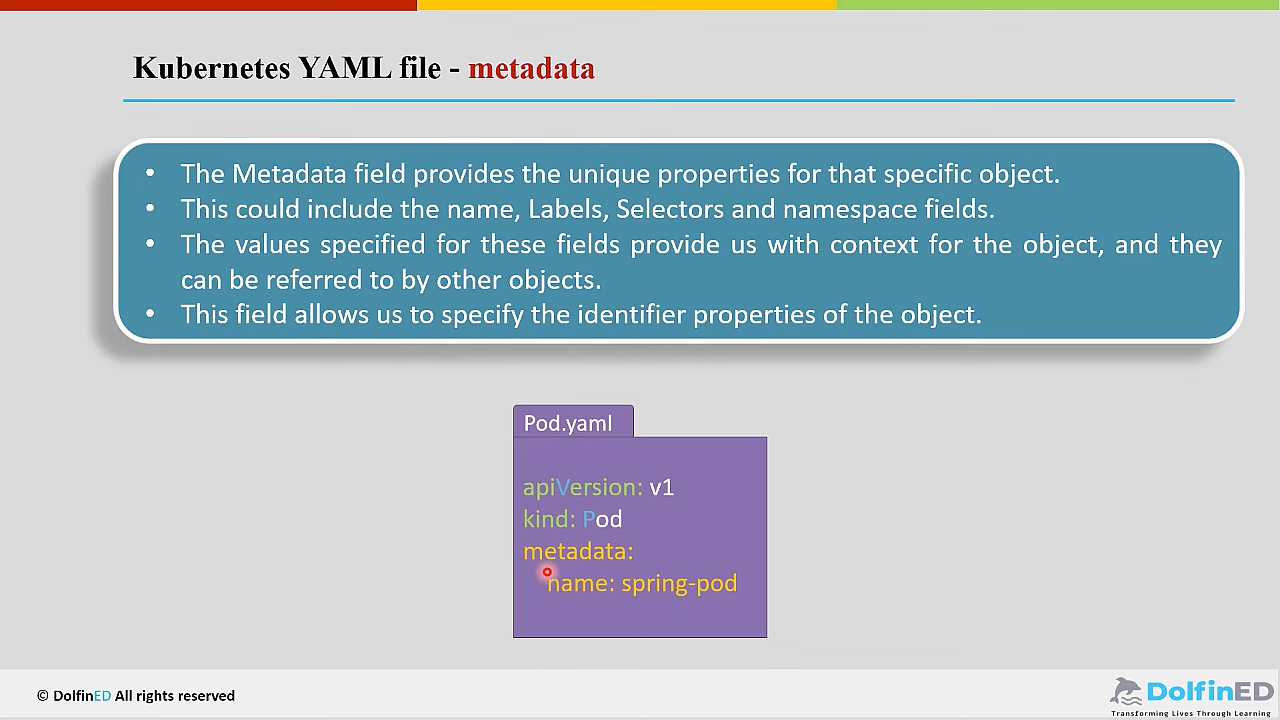 Kubernetes YAML file - metadata
• The Metadata field provides the unique properties for that specific object.
• This could include the name, Labels, Selectors and namespace fields.
• The values specified for these fields provide us with context for the object, and they
can be referred to by other objects.
• This field allows us to specify the identifier properties of the object.
Pod.yaml
apiVersion: v1
kind: Pod
metadata:
name: spring-pod
© DolfinED All rights reserved
DolfinED
Transforming Lives Through Learning